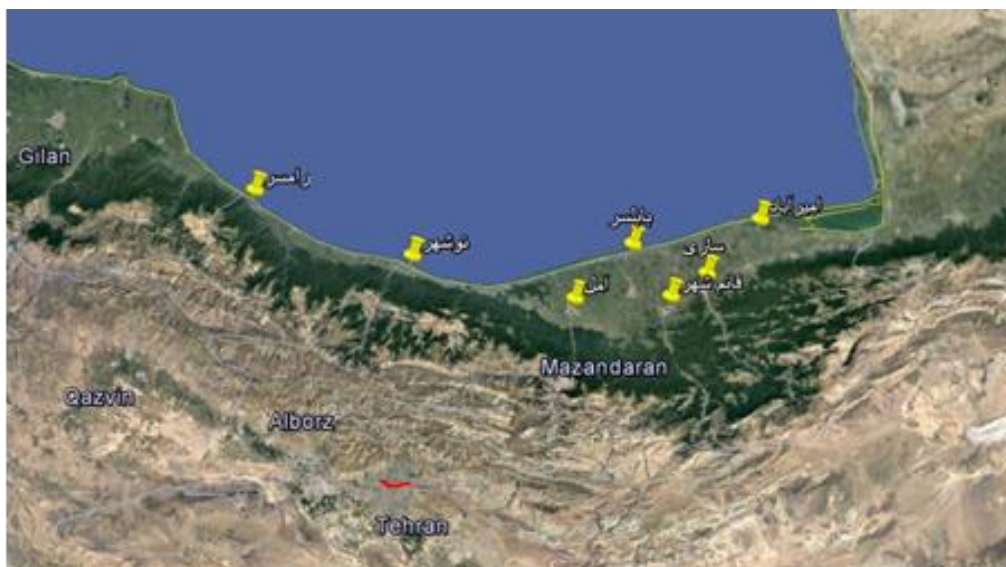 Gilan
رامسر
نوشهر
بابلسر
امیرآباد
ساری
آمل
قائم شهر
Mazandaran
Qazvin
Alborz
Tehran